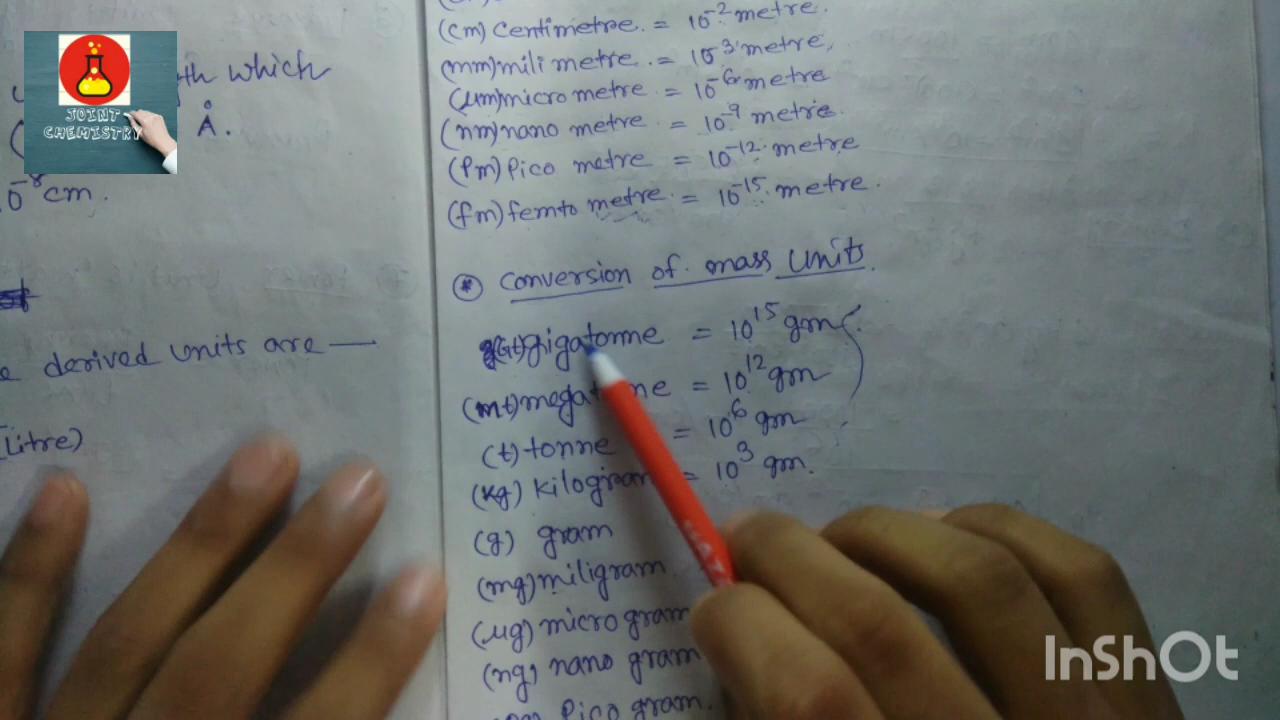 which
Å.
JOINT
CHEMISTRY
cm.
derived units are —
(Litre)
(cm) Centimetre. = 10⁻² metre.
(mm) mili metre. = 10⁻³ metre,
(μm) micro metre = 10⁻⁶ metre
(nm) nano metre = 10⁻⁹ metre.
(Pm) Pico metre = 10⁻¹² metre
(fm) femto metre = 10⁻¹⁵ metre.
* Conversion of mass Units.
(Gt) gigatonne = 10¹⁵ gm
(mt) megatonne = 10¹² gm
(t) tonne = 10⁶ gm
(kg) Kilogram = 10³ gm.
(g) gram
(mg) miligram
(μg) micro gram
(ng) nano gram
Pico gram.
InShOt